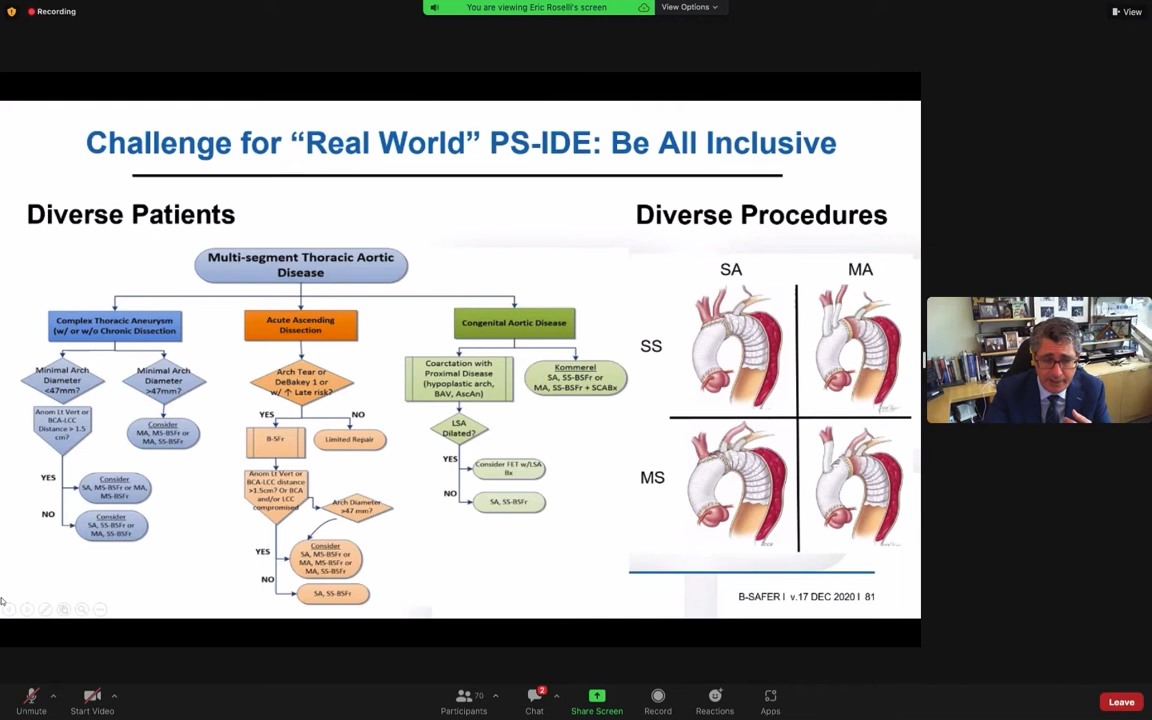 Recording
You are viewing Eric Roselli's screen
View Options
View
Challenge for “Real World” PS-IDE: Be All Inclusive
Diverse Patients
Diverse Procedures
Multi-segment Thoracic Aortic
Disease
Complex Thoracic Aneurysm
(w/ or w/o Chronic Dissection
Minimal Arch
Diameter
<47mm?
Minimal Arch
Diameter
>47mm?
Anom Lt Vert or
BCA-LCC
Distance > 1.5
cm?
Consider
MA, MS-BSFr or
MA, SS-BSFr
YES
Consider
SA, MS-BSFr or MA,
MS-BSFr
NO
Consider
SA, SS-BSFr or
MA, SS-BSFr
Acute Ascending
Dissection
Arch Tear or
DeBakey 1 or
w/ ↑ Late risk?
YES
NO
B-SFr
Limited Repair
Anom Lt Vert or
BCA-LCC distance
>1.5cm? Or BCA
and/or LCC
compromised
Arch Diameter
>47 mm?
YES
Consider
SA, MS-BSFr or
MA, MS-BSFr or
MA, SS-BSFr
NO
SA, SS-BSFr
Congenital Aortic Disease
Coarctation with
Proximal Disease
(hypoplastic arch,
BAV, AscAn)
Kommerel
SA, SS-BSFr or
MA, SS-BSFr + SCABx
LSA
Dilated?
YES
Consider FET w/LSA
Bx
NO
SA, SS-BSFr
SA
MA
SS
MS
B-SAFER I v.17 DEC 2020 I 81
Unmute
Start Video
70
Participants
2
Chat
Share Screen
Record
Reactions
Apps
Leave